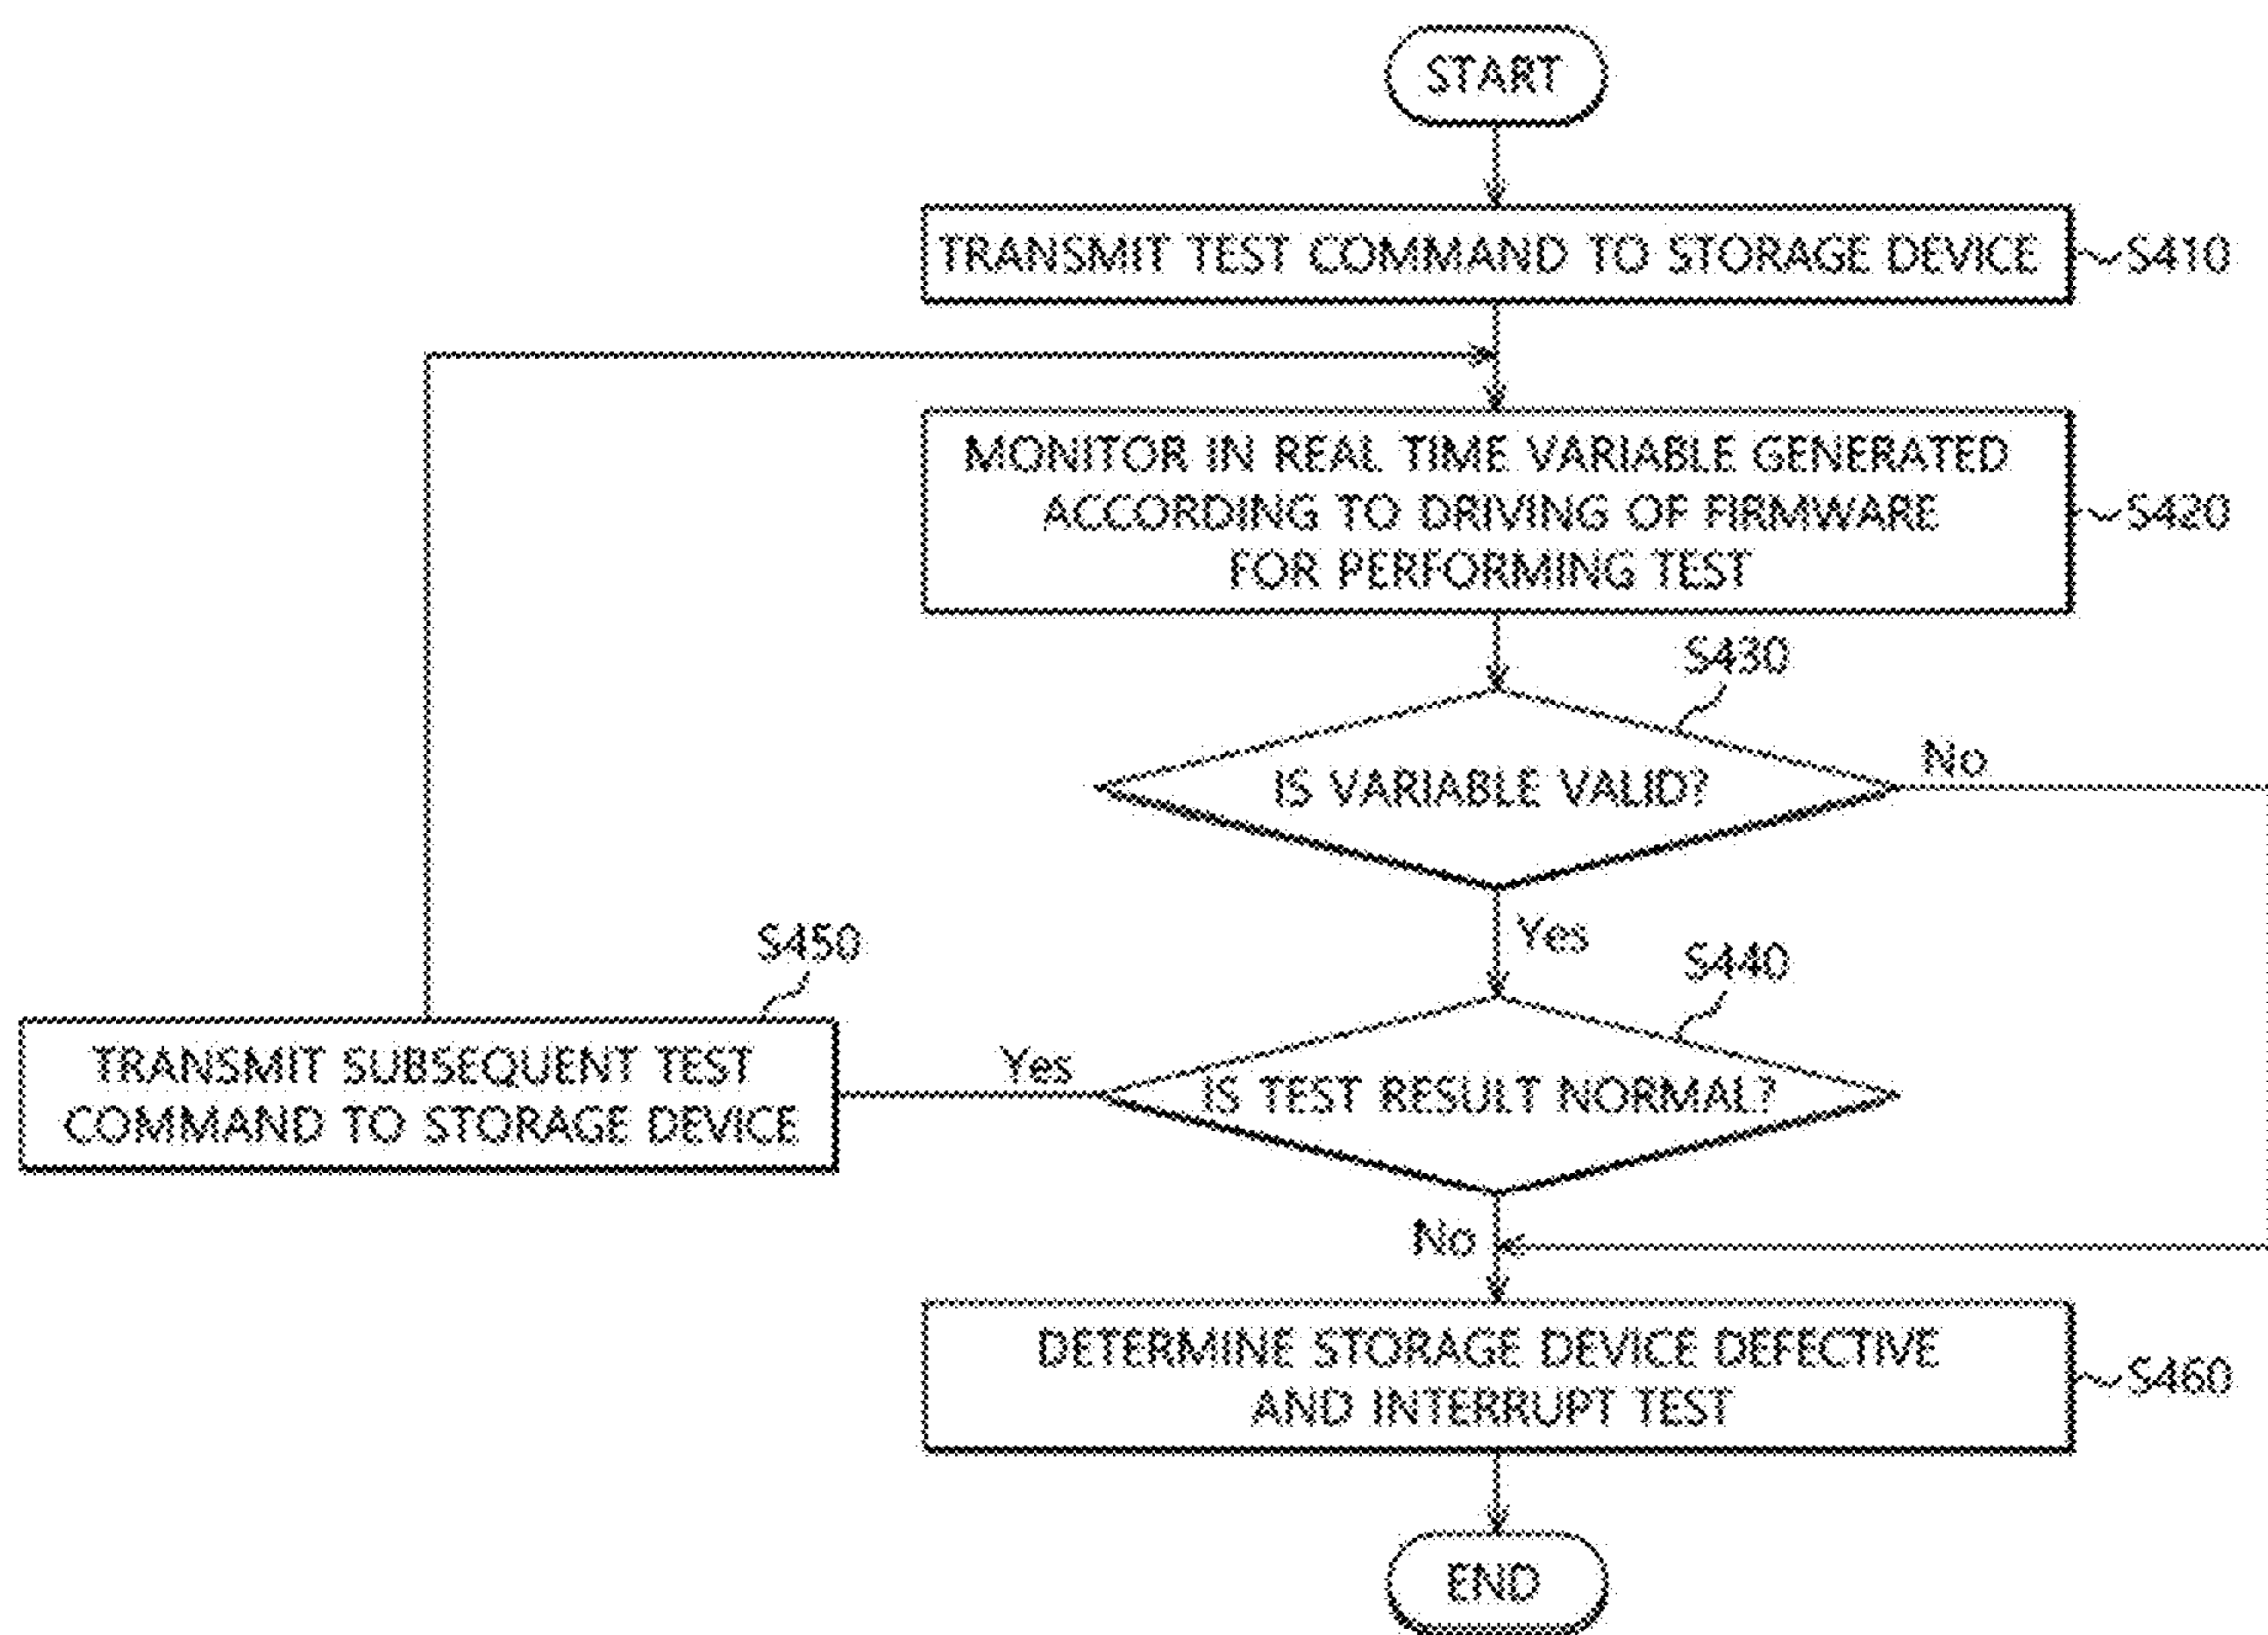 START
TRANSMIT TEST COMMAND TO STORAGE DEVICE
S410
MONITOR IN REAL TIME VARIABLE GENERATED
ACCORDING TO DRIVING OF FIRMWARE
FOR PERFORMING TEST
S420
S430
IS VARIABLE VALID?
No
Yes
S440
S450
TRANSMIT SUBSEQUENT TEST
COMMAND TO STORAGE DEVICE
Yes
IS TEST RESULT NORMAL?
No
DETERMINE STORAGE DEVICE DEFECTIVE
AND INTERRUPT TEST
S460
END